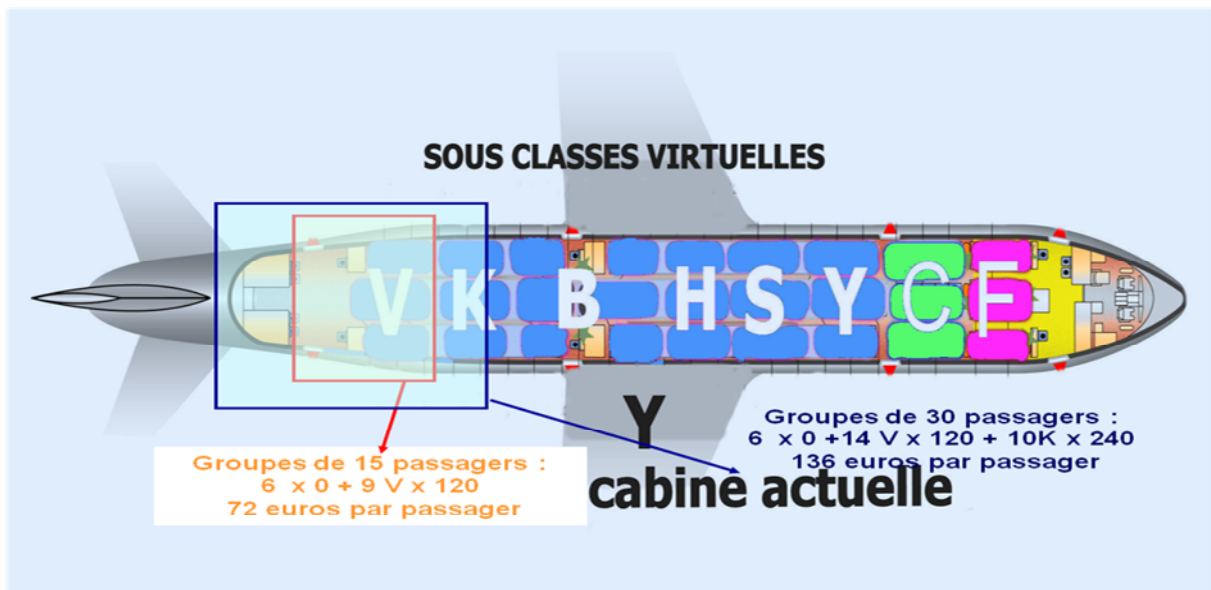 SOUS CLASSES VIRTUELLES
V K B H S Y C F
Y
cabine actuelle
Groupes de 15 passagers :
6 x 0 + 9 V x 120
72 euros par passager
Groupes de 30 passagers :
6 x 0 +14 V x 120 + 10K x 240
136 euros par passager